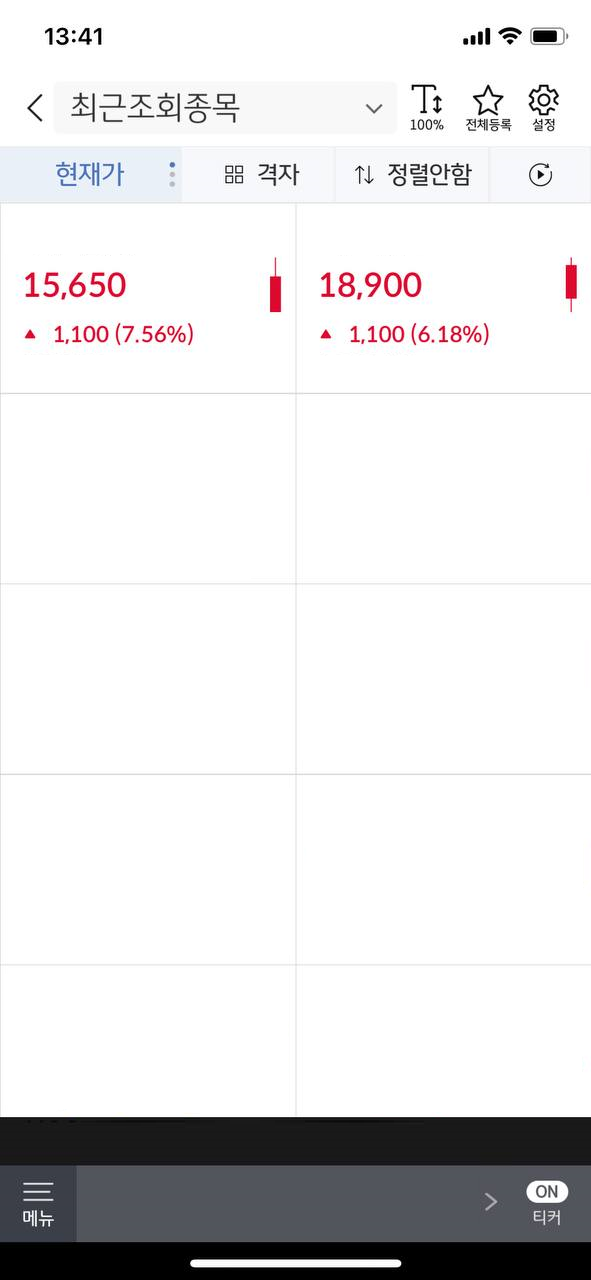 13:41
최근조회종목
100%
전체등록
설정
현재가
격자
정렬안함
15,650
▲ 1,100 (7.56%)
18,900
▲ 1,100 (6.18%)
메뉴
ON
티커